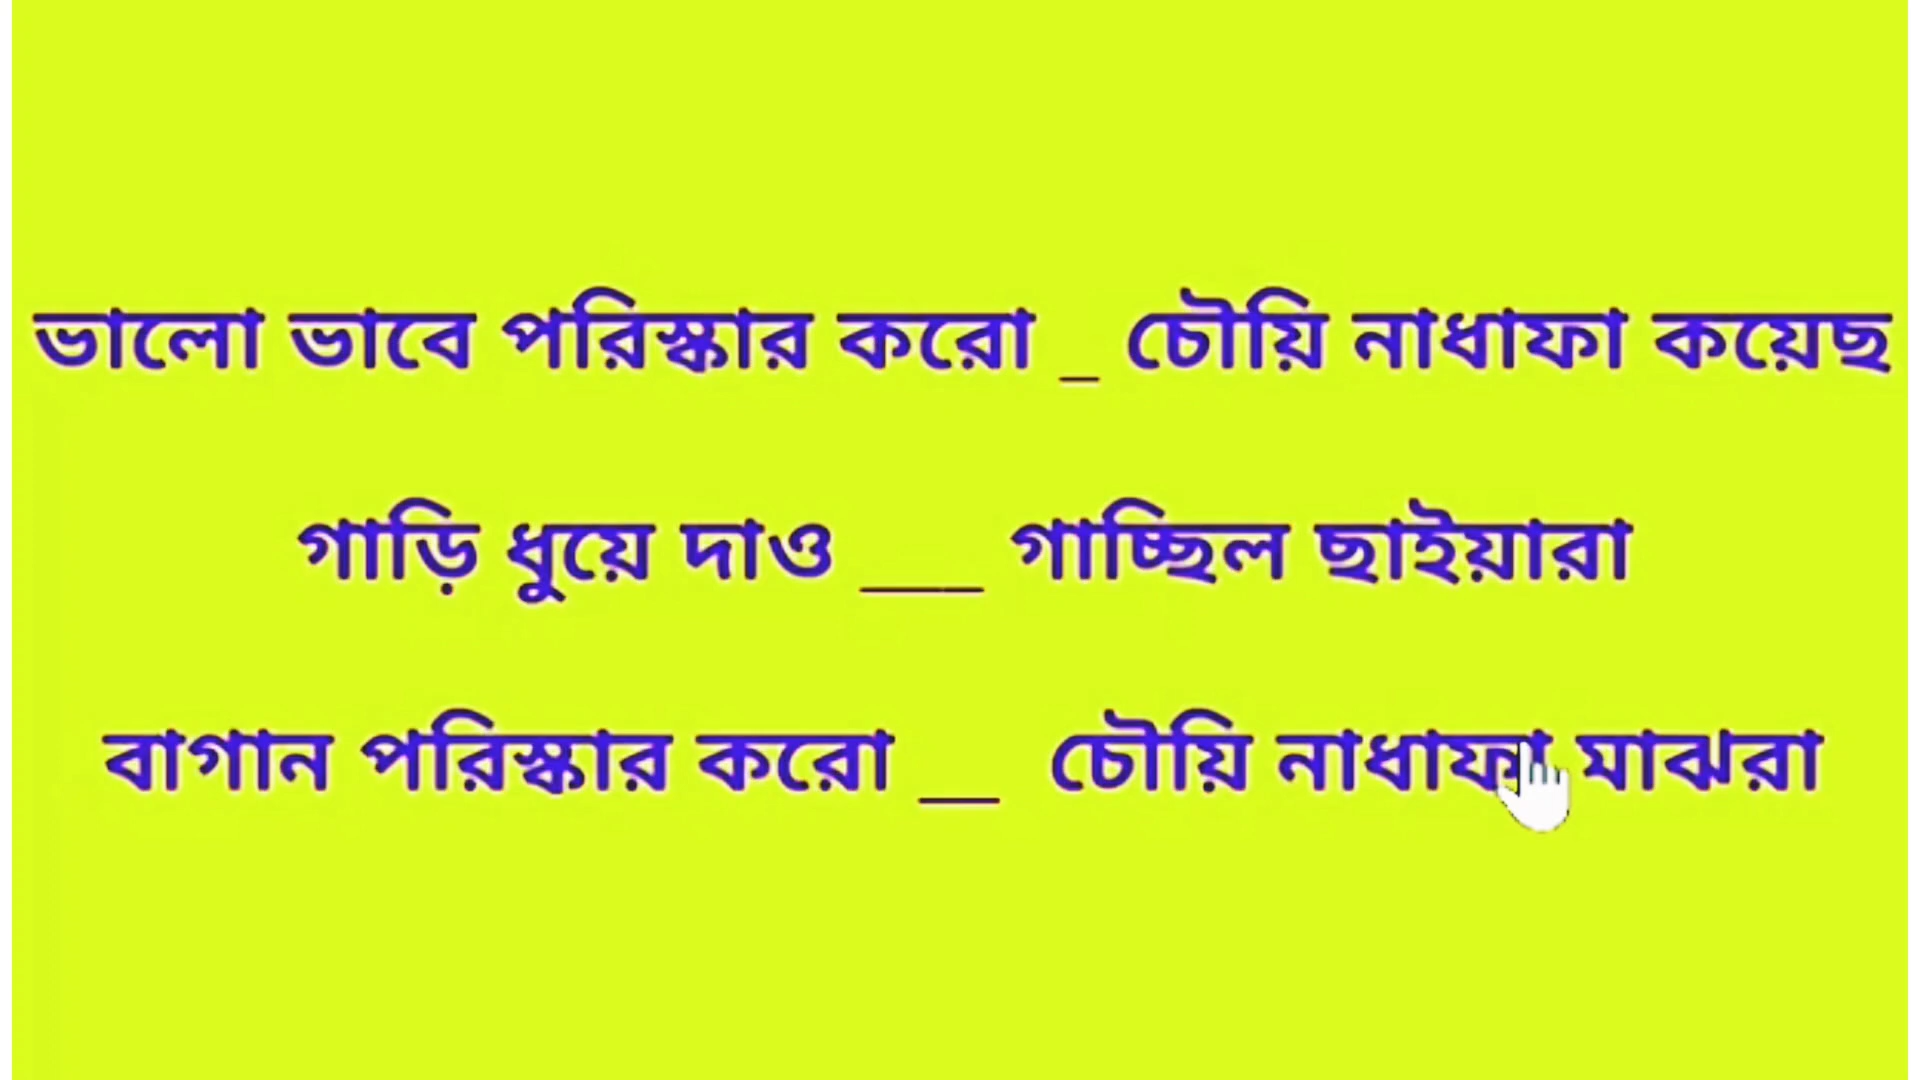 ভালো ভাবে পরিস্কার করো _ চৌয়ি নাধাফা কয়েছ
গাড়ি ধুয়ে দাও ___ গাচ্ছিল ছাইয়ারা
বাগান পরিস্কার করো __ চৌয়ি নাধাফা মাঝরা